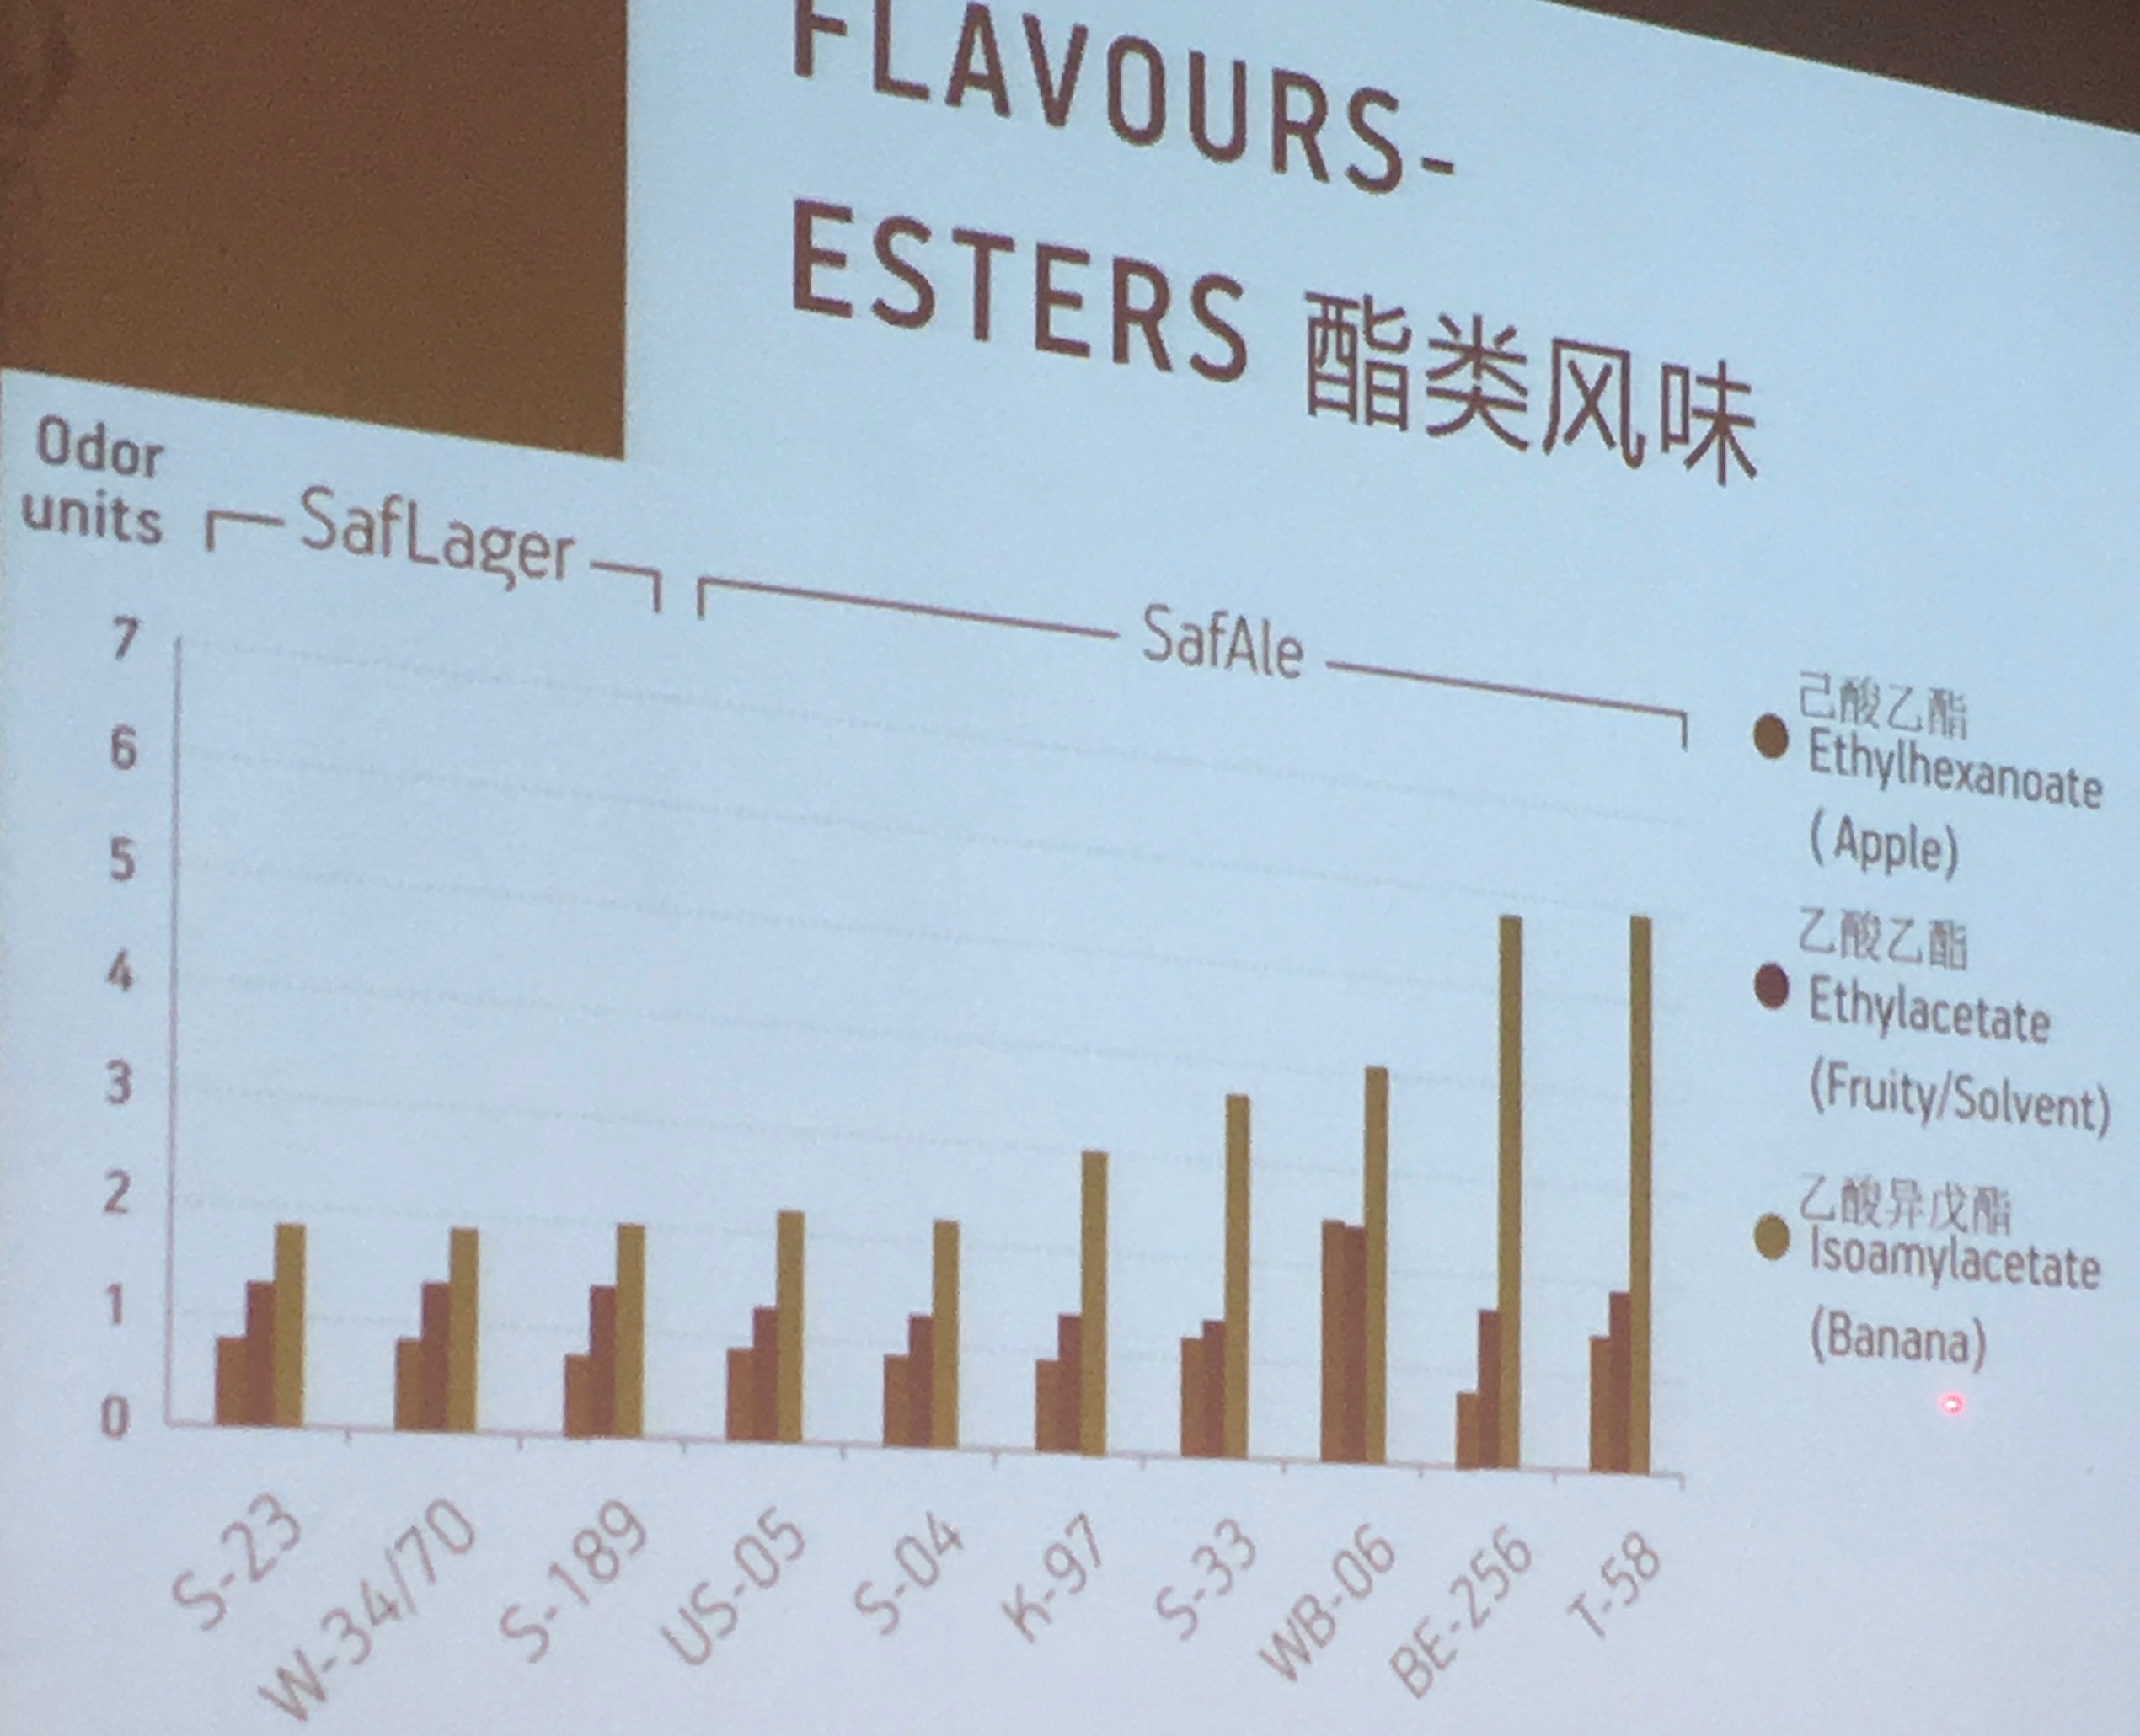 FLAVOURS-
ESTERS 酯类风味
Odor
units
SafLager
SafAle
7
6
5
4
3
2
1
0
S-23
W-34/70
S-189
US-05
S-04
K-97
S-33
WB-06
BE-256
T-58
己酸乙酯
Ethylhexanoate
( Apple)
乙酸乙酯
Ethylacetate
(Fruity/Solvent)
乙酸异戊酯
Isoamylacetate
(Banana)